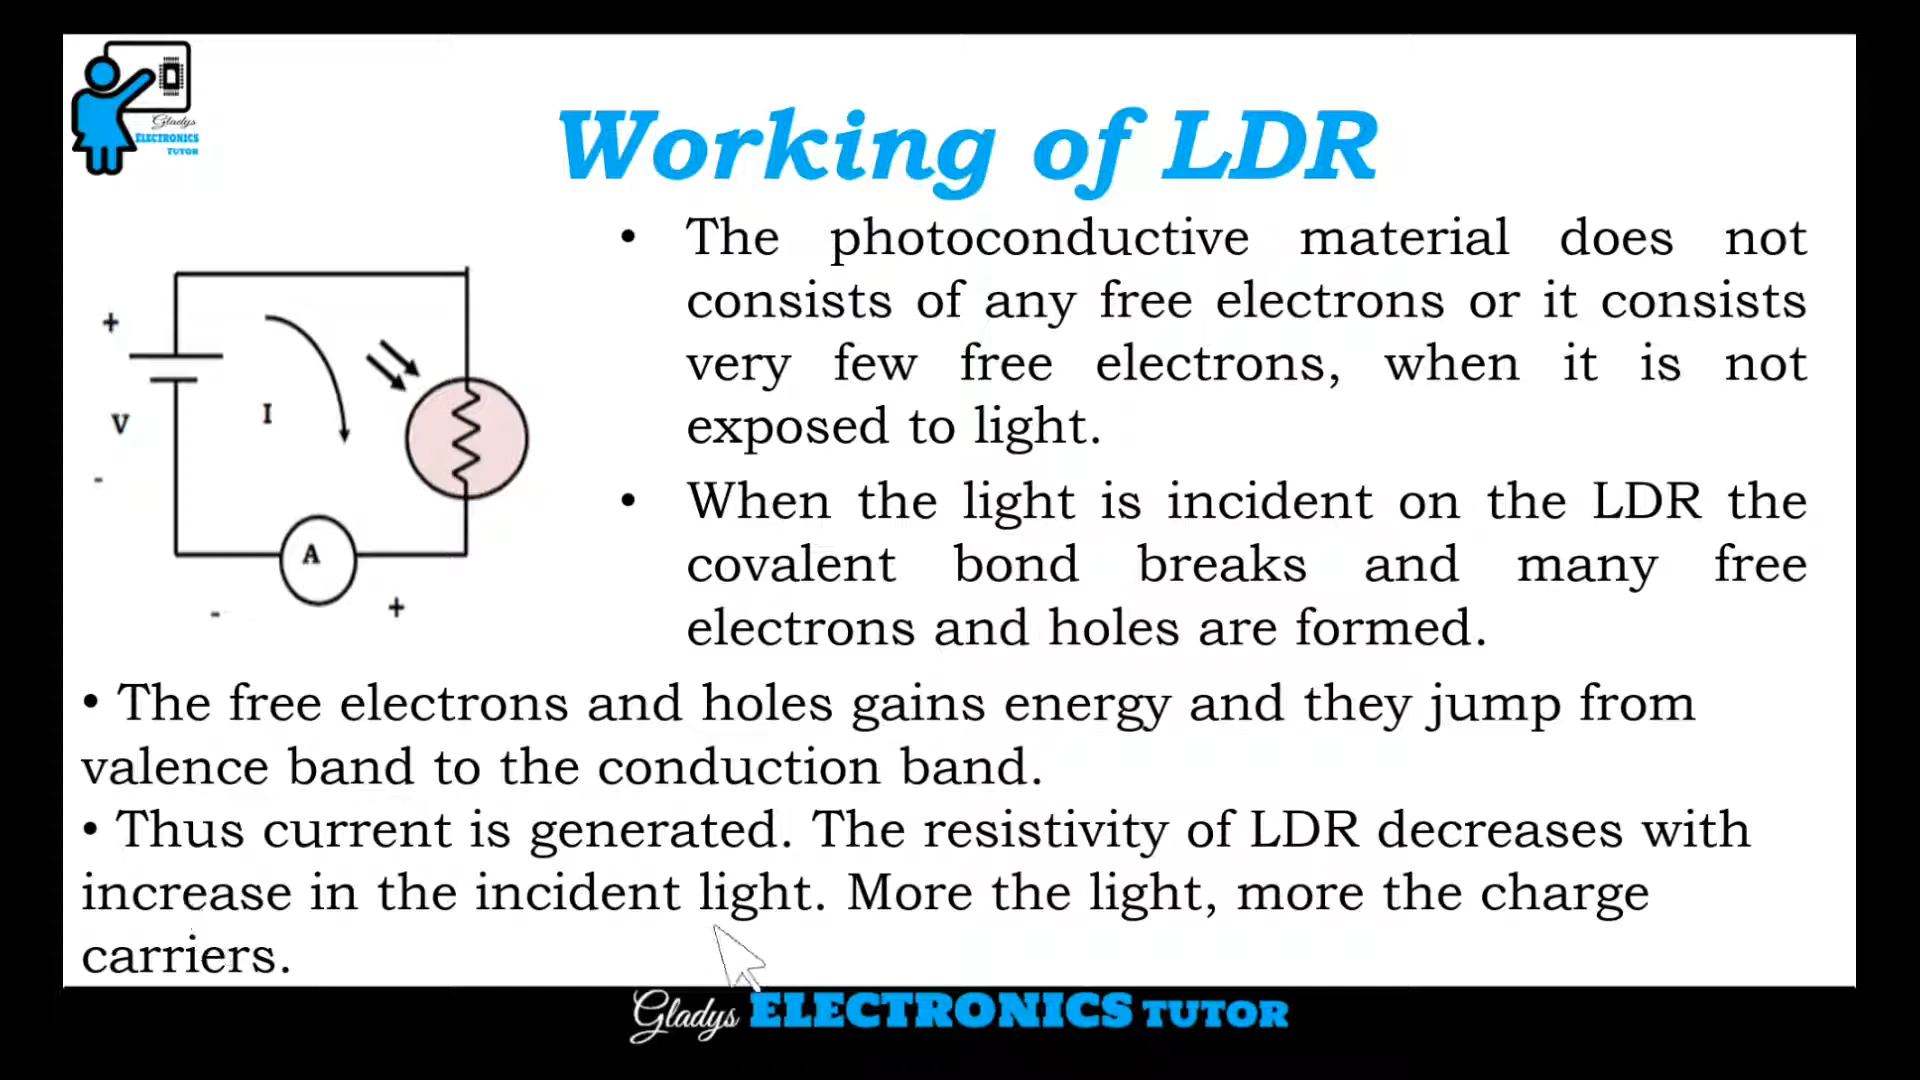 Gladys
ELECTRONICS
TUTOR
Working of LDR
• The photoconductive material does not
consists of any free electrons or it consists
very few free electrons, when it is not
exposed to light.
• When the light is incident on the LDR the
covalent bond breaks and many free
electrons and holes are formed.
+
V
-
I
A
-
+
• The free electrons and holes gains energy and they jump from
valence band to the conduction band.
• Thus current is generated. The resistivity of LDR decreases with
increase in the incident light. More the light, more the charge
carriers.
Gladys ELECTRONICS TUTOR